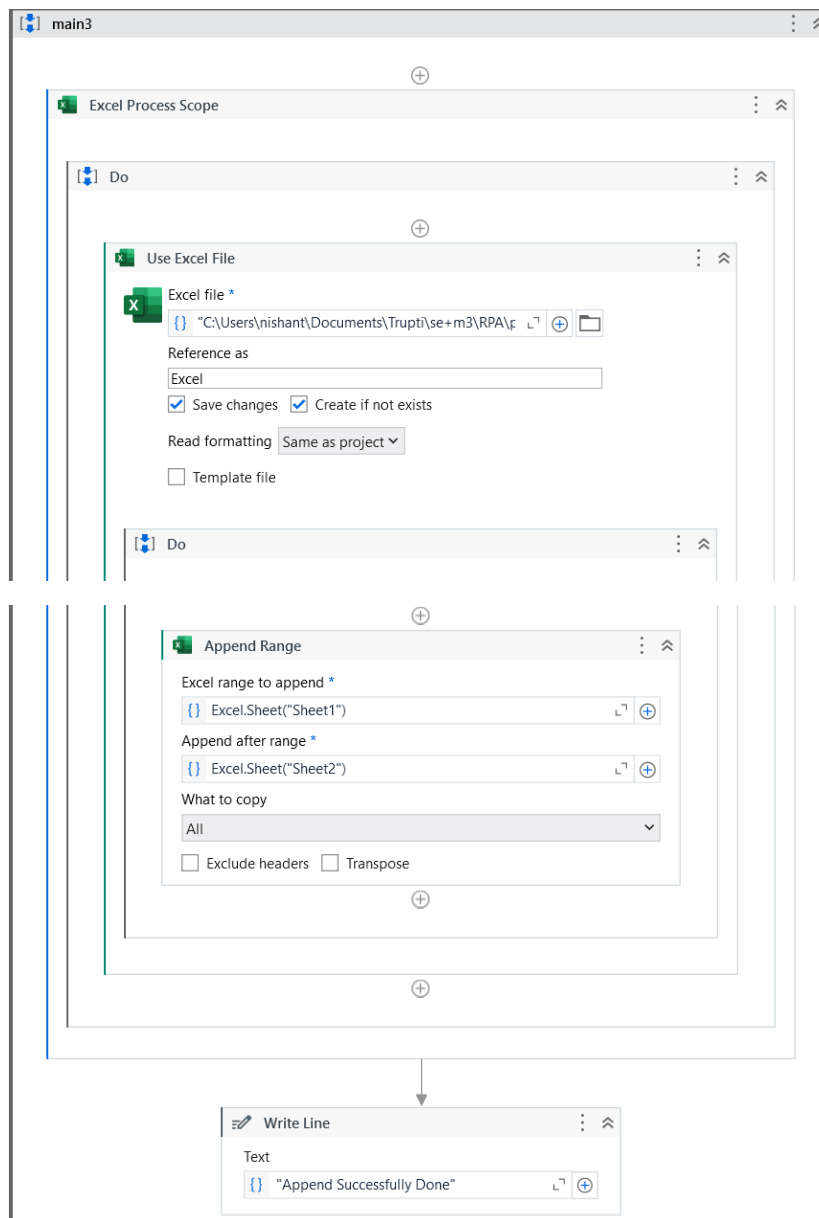 main3
Excel Process Scope
Do
Use Excel File
Excel file *
"C:\Users\nishant\Documents\Trupti\se+m3\RPA\p
Reference as
Excel
Save changes Create if not exists
Read formatting Same as project
Template file
Do
Append Range
Excel range to append *
{} Excel.Sheet("Sheet1")
Append after range *
{} Excel.Sheet("Sheet2")
What to copy
All
Exclude headers Transpose
Write Line
Text
{} "Append Successfully Done"